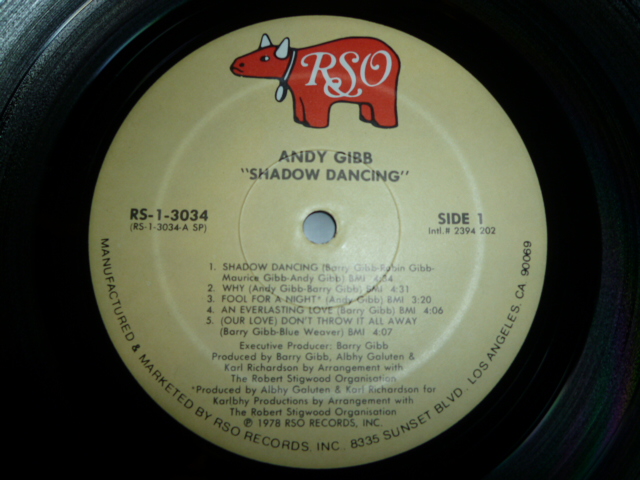 RSO
ANDY GIBB
"SHADOW DANCING"
RS-1-3034
(RS-1-3034-A SP)
SIDE 1
Intl.# 2394 202
1. SHADOW DANCING (Barry Gibb-Robin Gibb-
Maurice Gibb-Andy Gibb) BMI 4:34
2. WHY (Andy Gibb-Barry Gibb) BMI 4:31
3. FOOL FOR A NIGHT* (Andy Gibb) BMI 3:20
4. AN EVERLASTING LOVE (Barry Gibb) BMI 4:06
5. (OUR LOVE) DON'T THROW IT ALL AWAY
(Barry Gibb-Blue Weaver) BMI 4:07
Executive Producer: Barry Gibb
Produced by Barry Gibb, Albhy Galuten &
Karl Richardson by Arrangement with
The Robert Stigwood Organisation
*Produced by Albhy Galuten & Karl Richardson for
Karlbhy Productions by Arrangement with
The Robert Stigwood Organisation
℗ 1978 RSO RECORDS, INC.
MANUFACTURED & MARKETED BY RSO RECORDS, INC. 8335 SUNSET BLVD., LOS ANGELES, CA. 90069